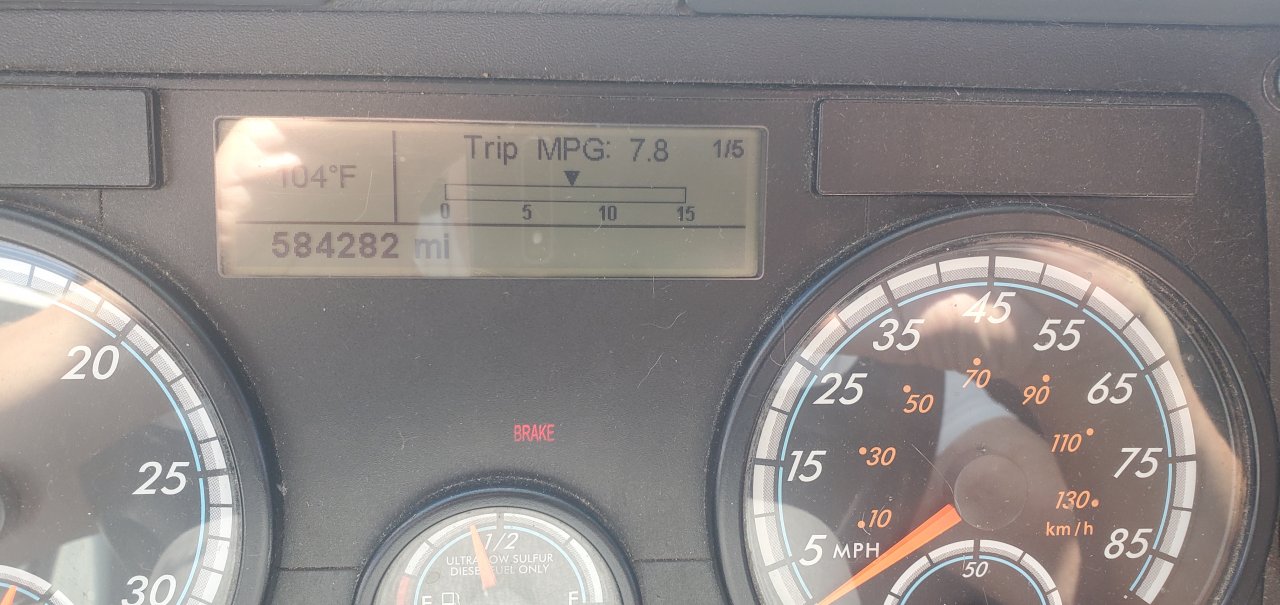 Trip MPG: 7.8 1/5
104°F
0 5 10 15
584282 mi
20
25
30
BRAKE
1/2
ULTRA LOW SULFUR
DIESEL FUEL ONLY
E F
45
35 55
25 65
15 75
5 MPH 85
70
50 90
30 110
10 130
km/h
50